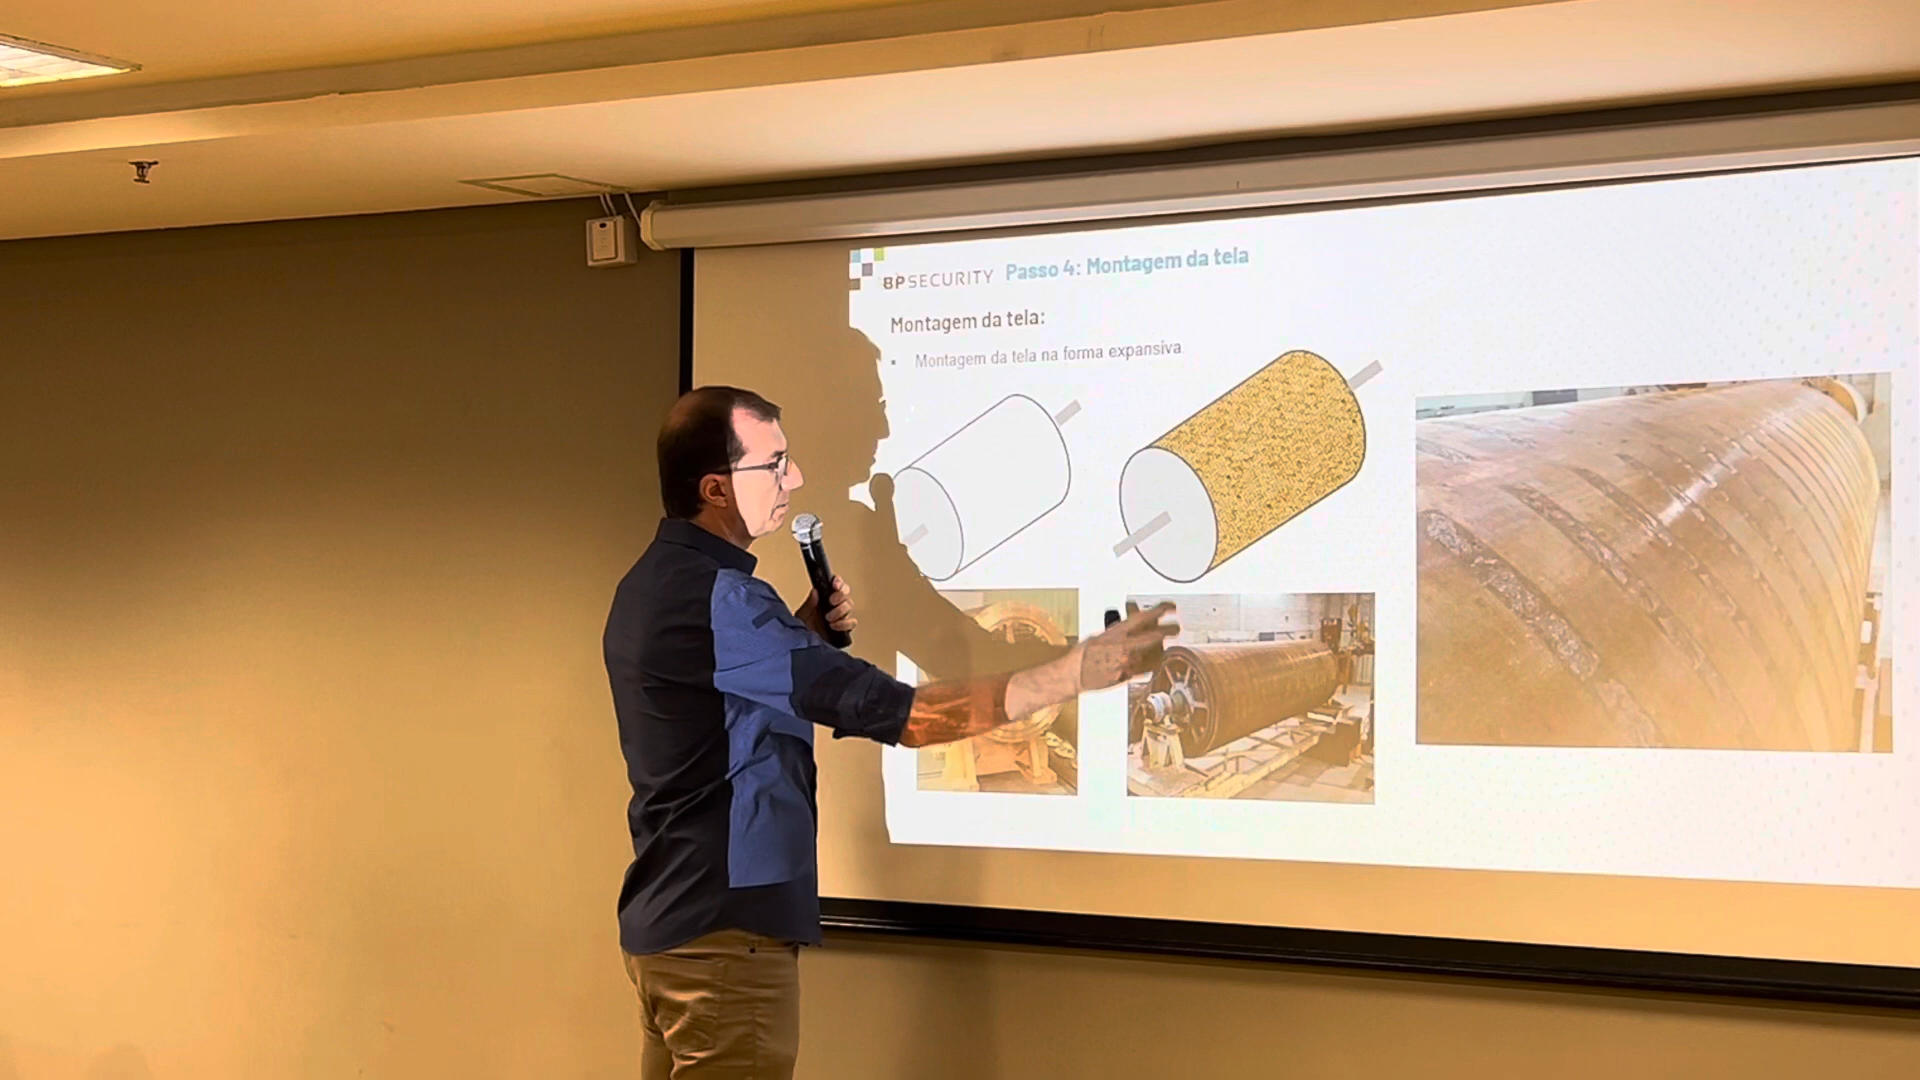 BPSECURITY Passo 4: Montagem da tela
Montagem da tela:
▪ Montagem da tela na forma expansiva.